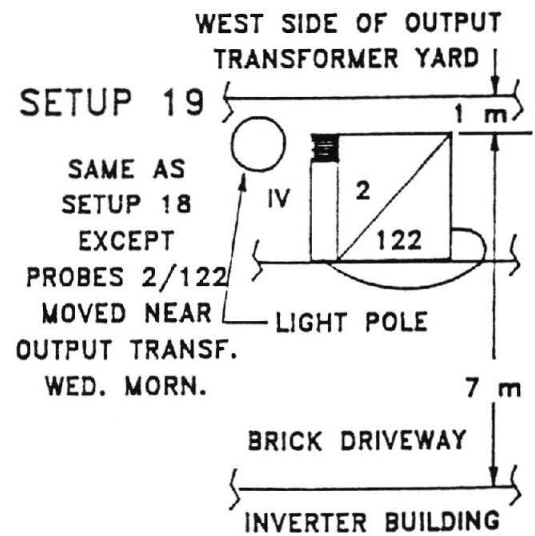 WEST SIDE OF OUTPUT
TRANSFORMER YARD
SETUP 19
1 m
SAME AS
SETUP 18
EXCEPT
PROBES 2/122
MOVED NEAR
OUTPUT TRANSF.
WED. MORN.
IV
2
122
LIGHT POLE
7 m
BRICK DRIVEWAY
INVERTER BUILDING